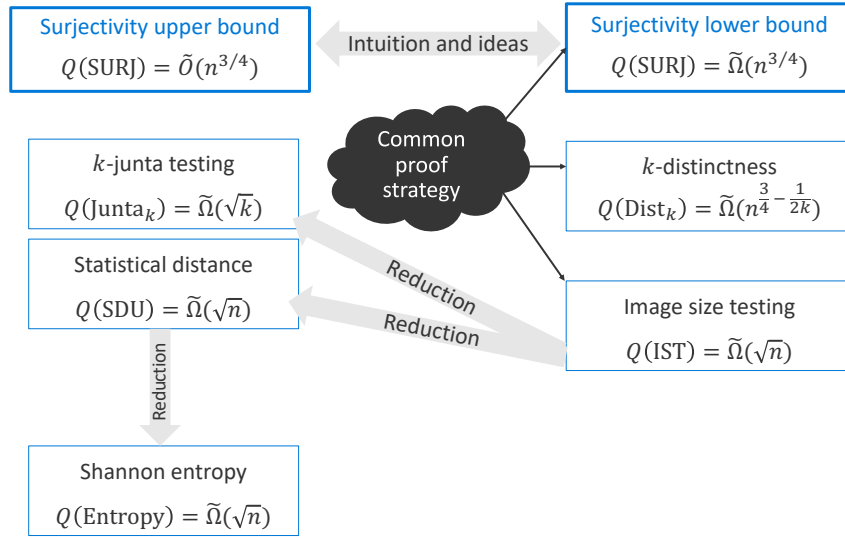 Surjectivity upper bound
Q(SURJ) = Õ(n^{3/4})
Intuition and ideas
Surjectivity lower bound
Q(SURJ) = Ω̃(n^{3/4})
Common
proof
strategy
k-junta testing
Q(Junta_k) = Ω̃(√k)
k-distinctness
Q(Dist_k) = Ω̃(n^{3/4 − 1/2k})
Statistical distance
Q(SDU) = Ω̃(√n)
Reduction
Reduction
Image size testing
Q(IST) = Ω̃(√n)
Reduction
Shannon entropy
Q(Entropy) = Ω̃(√n)